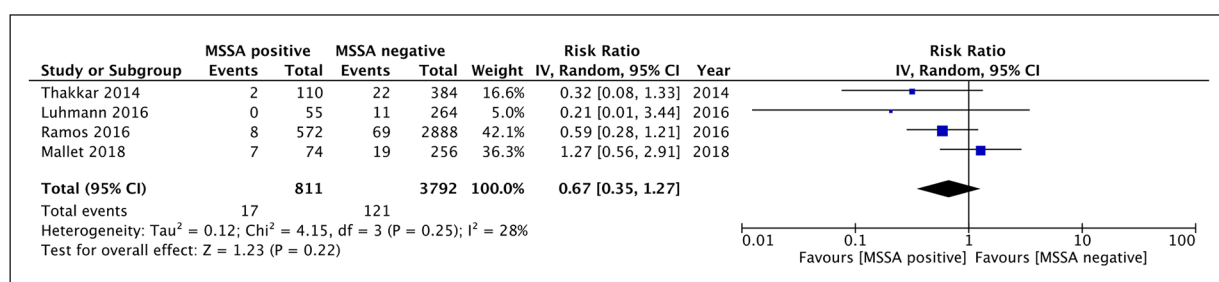 MSSA positive MSSA negative Risk Ratio Risk Ratio
Study or Subgroup Events Total Events Total Weight IV, Random, 95% CI Year IV, Random, 95% CI
Thakkar 2014 2 110 22 384 16.6% 0.32 [0.08, 1.33] 2014
Luhmann 2016 0 55 11 264 5.0% 0.21 [0.01, 3.44] 2016
Ramos 2016 8 572 69 2888 42.1% 0.59 [0.28, 1.21] 2016
Mallet 2018 7 74 19 256 36.3% 1.27 [0.56, 2.91] 2018
Total (95% CI) 811 3792 100.0% 0.67 [0.35, 1.27]
Total events 17 121
Heterogeneity: Tau² = 0.12; Chi² = 4.15, df = 3 (P = 0.25); I² = 28%
Test for overall effect: Z = 1.23 (P = 0.22)
0.01 0.1 1 10 100
Favours [MSSA positive] Favours [MSSA negative]